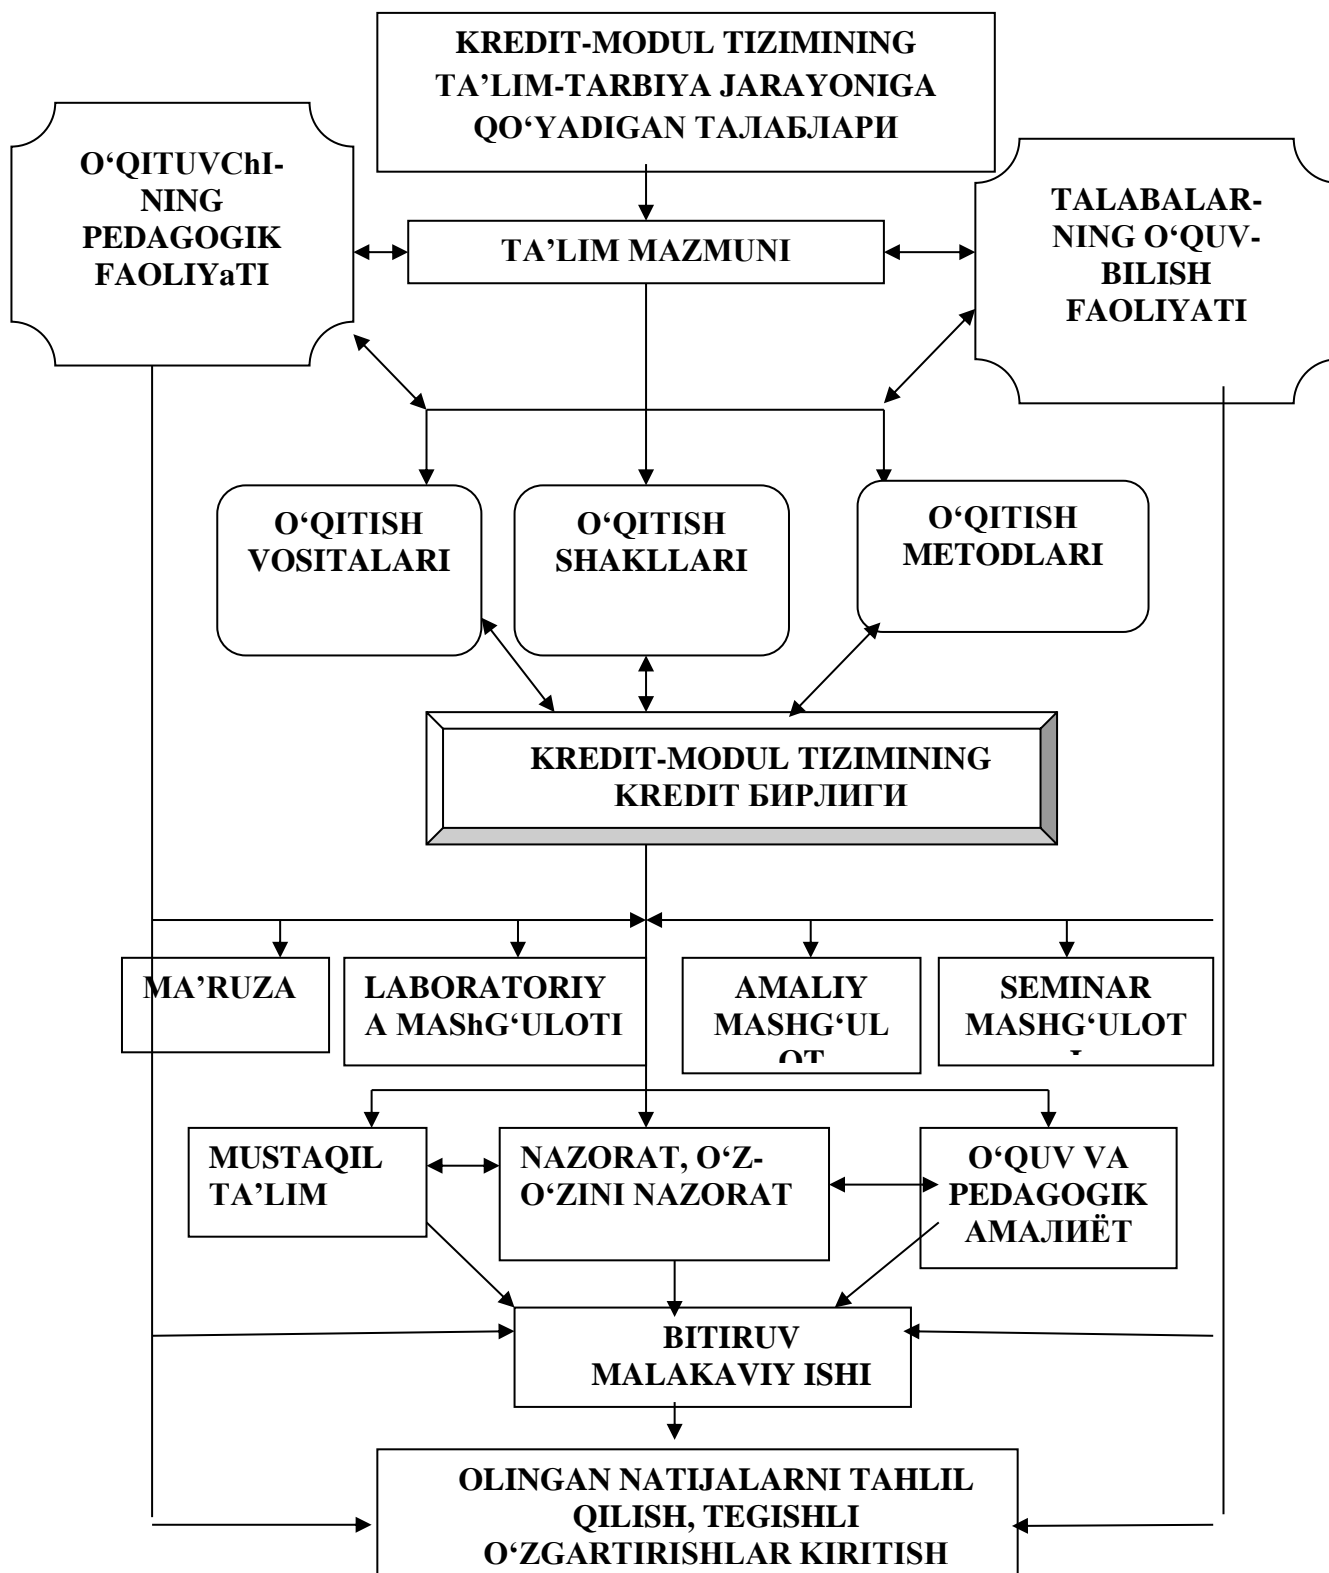 KREDIT-MODUL TIZIMINING
TA’LIM-TARBIYA JARAYONIGA
QO‘YADIGAN ТАЛАБЛАРИ
O‘QITUVChI-
NING
PEDAGOGIK
FAOLIYaTI
TA’LIM MAZMUNI
TALABALAR-
NING O‘QUV-
BILISH
FAOLIYATI
O‘QITISH
VOSITALARI
O‘QITISH
SHAKLLARI
O‘QITISH
METODLARI
KREDIT-MODUL TIZIMINING
KREDIT БИРЛИГИ
MA’RUZA
LABORATORIY
A MAShG‘ULOTI
AMALIY
MASHG‘UL
OT
SEMINAR
MASHG‘ULOT
MUSTAQIL
TA’LIM
NAZORAT, O‘Z-
O‘ZINI NAZORAT
O‘QUV VA
PEDAGOGIK
АМАЛИЁТ
BITIRUV
MALAKAVIY ISHI
OLINGAN NATIJALARNI TAHLIL
QILISH, TEGISHLI
O‘ZGARTIRISHLAR KIRITISH